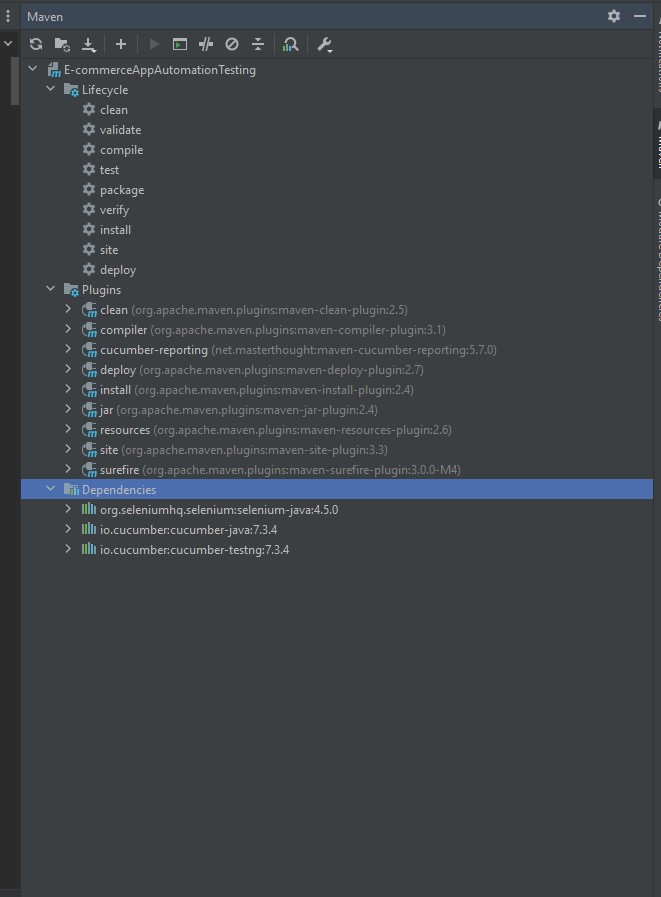 Maven
E-commerceAppAutomationTesting
Lifecycle
clean
validate
compile
test
package
verify
install
site
deploy
Plugins
clean (org.apache.maven.plugins:maven-clean-plugin:2.5)
compiler (org.apache.maven.plugins:maven-compiler-plugin:3.1)
cucumber-reporting (net.masterthought:maven-cucumber-reporting:5.7.0)
deploy (org.apache.maven.plugins:maven-deploy-plugin:2.7)
install (org.apache.maven.plugins:maven-install-plugin:2.4)
jar (org.apache.maven.plugins:maven-jar-plugin:2.4)
resources (org.apache.maven.plugins:maven-resources-plugin:2.6)
site (org.apache.maven.plugins:maven-site-plugin:3.3)
surefire (org.apache.maven.plugins:maven-surefire-plugin:3.0.0-M4)
Dependencies
org.seleniumhq.selenium:selenium-java:4.5.0
io.cucumber:cucumber-java:7.3.4
io.cucumber:cucumber-testng:7.3.4